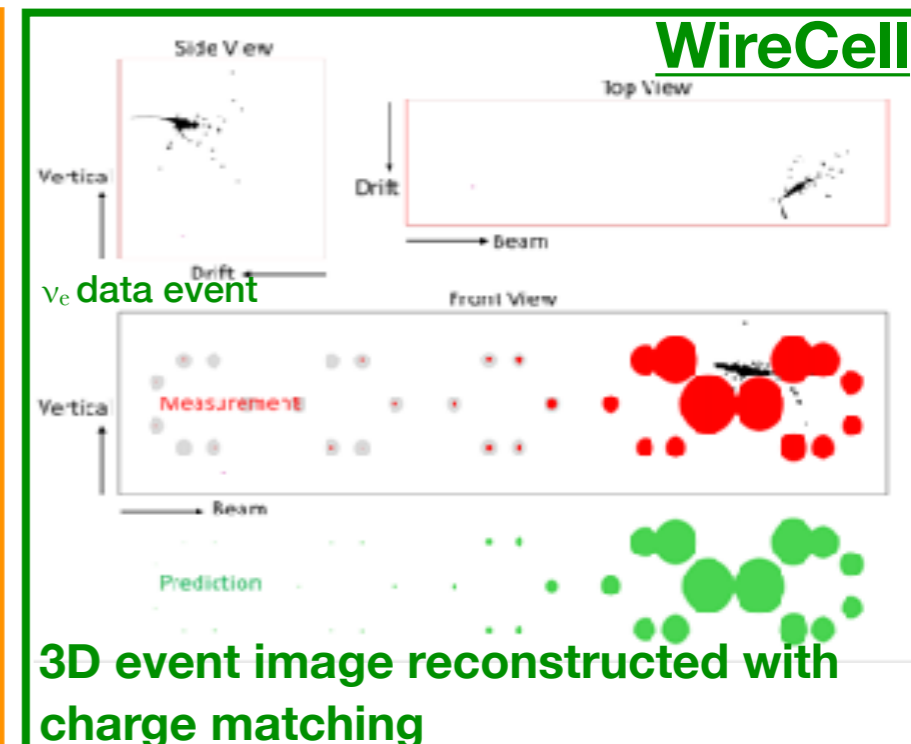 WireCell
Side View
Top View
Vertical
Drift
Beam
Drift
νe data event
Front View
Measurement
Vertical
Beam
Prediction
3D event image reconstructed with
charge matching